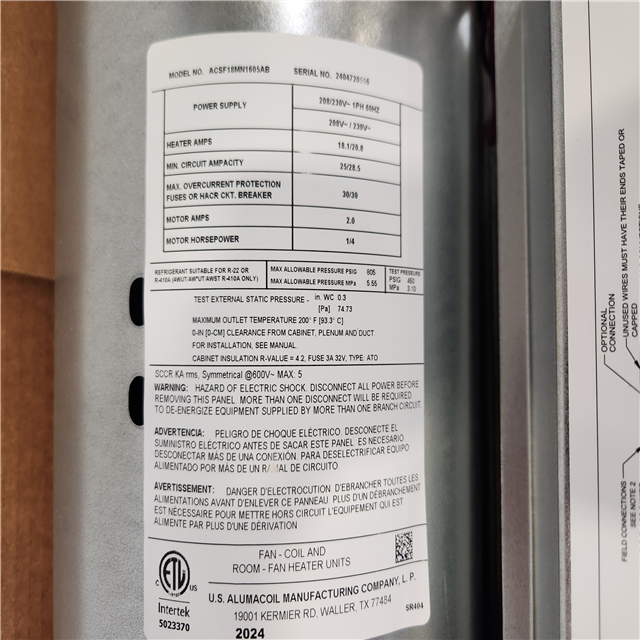 MODEL NO. ACSF18MN1605AB SERIAL NO. 2404720556
POWER SUPPLY 208/230V~ 1PH 60HZ
208V~ / 230V~
HEATER AMPS 18.1/20.8
MIN. CIRCUIT AMPACITY 25/28.5
MAX. OVERCURRENT PROTECTION
FUSES OR HACR CKT. BREAKER 30/30
MOTOR AMPS 2.0
MOTOR HORSEPOWER 1/4
REFRIGERANT SUITABLE FOR R-22 OR
R-410A (AWUT/AWPUT/AWST R-410A ONLY)
MAX ALLOWABLE PRESSURE PSIG 805
MAX ALLOWABLE PRESSURE MPa 5.55
TEST PRESSURE
PSIG 450
MPa 3.10
TEST EXTERNAL STATIC PRESSURE - in. WC 0.3
[Pa] 74.73
MAXIMUM OUTLET TEMPERATURE 200° F [93.3° C]
0-IN [0-CM] CLEARANCE FROM CABINET, PLENUM AND DUCT.
FOR INSTALLATION, SEE MANUAL.
CABINET INSULATION R-VALUE = 4.2, FUSE 3A 32V, TYPE: ATO
SCCR KA rms, Symmetrical @600V~ MAX: 5
WARNING: HAZARD OF ELECTRIC SHOCK. DISCONNECT ALL POWER BEFORE
REMOVING THIS PANEL. MORE THAN ONE DISCONNECT WILL BE REQUIRED
TO DE-ENERGIZE EQUIPMENT SUPPLIED BY MORE THAN ONE BRANCH CIRCUIT.
ADVERTENCIA: PELIGRO DE CHOQUE ELÉCTRICO. DESCONECTE EL
SUMINISTRO ELÉCTRICO ANTES DE SACAR ESTE PANEL. ES NECESARIO
DESCONECTAR MÁS DE UNA CONEXIÓN. PARA DESELECTRIFICAR EQUIPO
ALIMENTADO POR MÁS DE UN RAMAL DE CIRCUITO.
AVERTISSEMENT: DANGER D'ELECTROCUTION. D'EBRANCHER TOUTES LES
ALIMENTATIONS AVANT D'ENLEVER CE PANNEAU. PLUS D'UN DÉBRANCHEMENT
EST NÉCESSAIRE POUR METTRE HORS CIRCUIT L'EQUIPEMENT QUI EST
ALIMENTE PAR PLUS D'UNE DÉRIVATION
C ETL US
Intertek
5023370
FAN - COIL AND
ROOM - FAN HEATER UNITS
U.S. ALUMACOIL MANUFACTURING COMPANY, L. P.
19001 KERMIER RD, WALLER, TX 77484
2024
SR404
OPTIONAL
CONNECTION
UNUSED WIRES MUST HAVE THEIR ENDS TAPED OR
CAPPED
FIELD CONNECTIONS
SEE NOTE 2